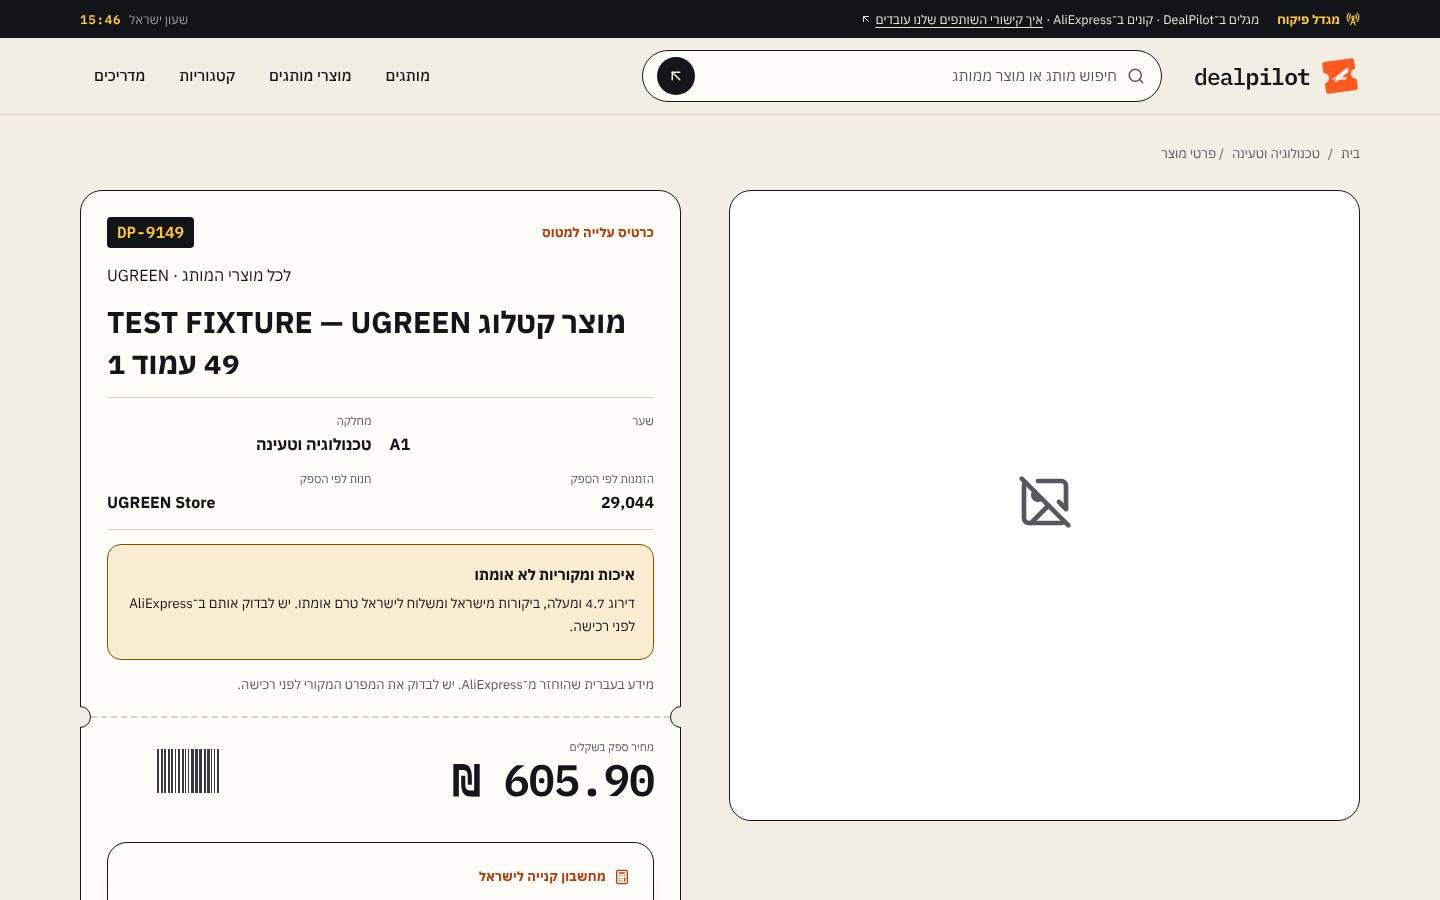 מגדל פיקוח
מגלים ב־DealPilot · קונים ב־AliExpress · איך קישורי השותפים שלנו עובדים
שעון ישראל 15:46
dealpilot
חיפוש מותג או מוצר ממותג
מותגים
מוצרי מותגים
קטגוריות
מדריכים
בית / טכנולוגיה וטעינה / פרטי מוצר
כרטיס עלייה למטוס
DP-9149
UGREEN · לכל מוצרי המותג
TEST FIXTURE — UGREEN מוצר קטלוג
49 עמוד 1
שער
A1
מחלקה
טכנולוגיה וטעינה
הזמנות לפי הספק
29,044
חנות לפי הספק
UGREEN Store
איכות ומקוריות לא אומתו
דירוג 4.7 ומעלה, ביקורות מישראל ומשלוח לישראל טרם אומתו. יש לבדוק אותם ב־AliExpress
לפני רכישה.
מידע בעברית שהוחזר מ־AliExpress. יש לבדוק את המפרט המקורי לפני רכישה.
מחיר ספק בשקלים
605.90 ₪
מחשבון קנייה לישראל